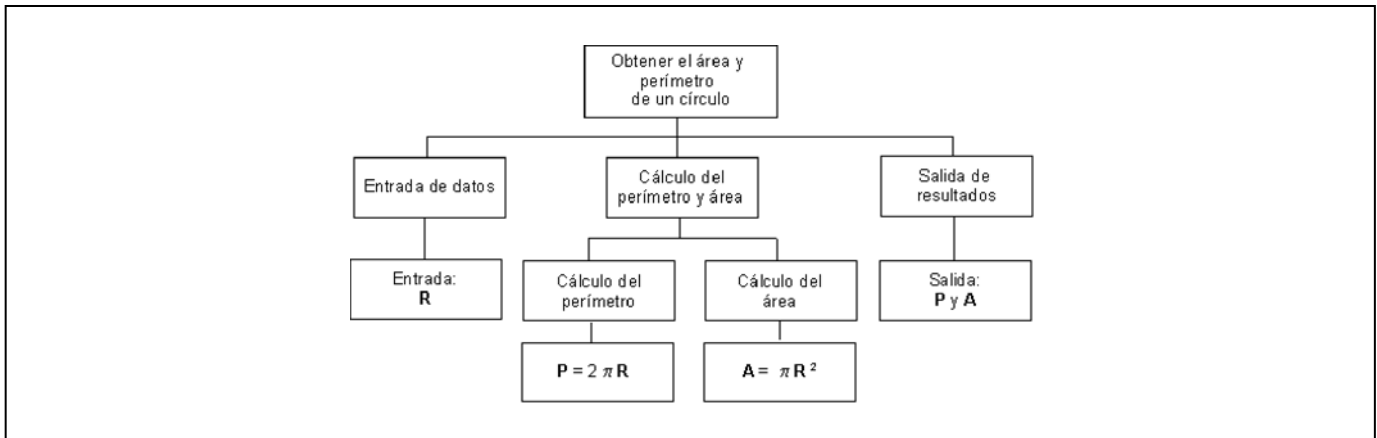 Obtener el área y
perímetro
de un círculo
Entrada de datos
Cálculo del
perímetro y área
Salida de
resultados
Entrada:
R
Cálculo del
perímetro
Cálculo del
área
Salida:
P y A
P = 2 π R
A = π R ²